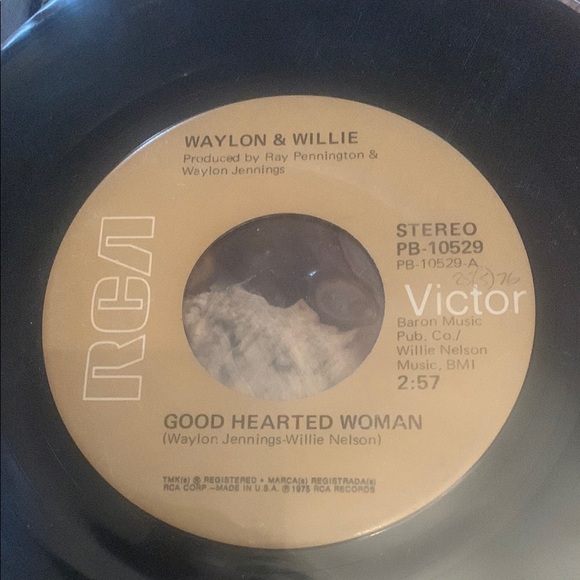 WAYLON & WILLIE
Produced by Ray Pennington &
Waylon Jennings
RCA
STEREO
PB-10529
PB-10529-A
Victor
Baron Music
Pub. Co./
Willie Nelson
Music, BMI
2:57
GOOD HEARTED WOMAN
(Waylon Jennings-Willie Nelson)
TMK(s) ® REGISTERED • MARCA(s) REGISTRADA(s)
RCA CORP.-MADE IN U.S.A. ℗ 1975 RCA RECORDS